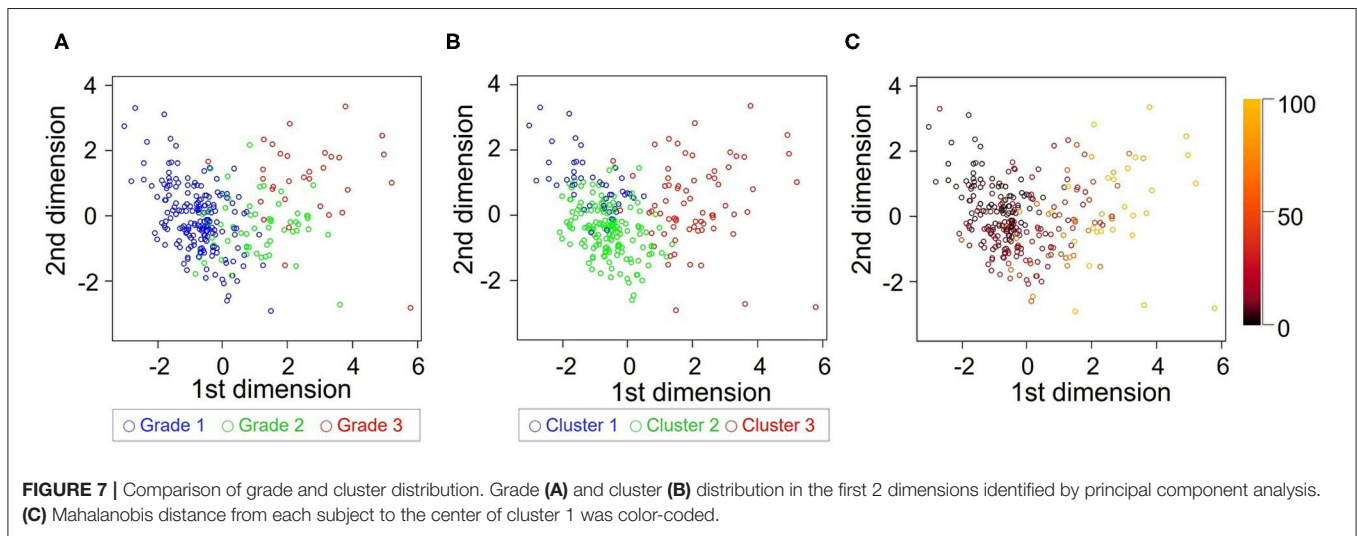 A
B
C
4
2
0
-2
2nd dimension
-2 0 2 4 6
1st dimension
Grade 1 Grade 2 Grade 3
4
2
0
-2
2nd dimension
-2 0 2 4 6
1st dimension
Cluster 1 Cluster 2 Cluster 3
4
2
0
-2
2nd dimension
-2 0 2 4 6
1st dimension
100
50
0
FIGURE 7 | Comparison of grade and cluster distribution. Grade (A) and cluster (B) distribution in the first 2 dimensions identified by principal component analysis.
(C) Mahalanobis distance from each subject to the center of cluster 1 was color-coded.